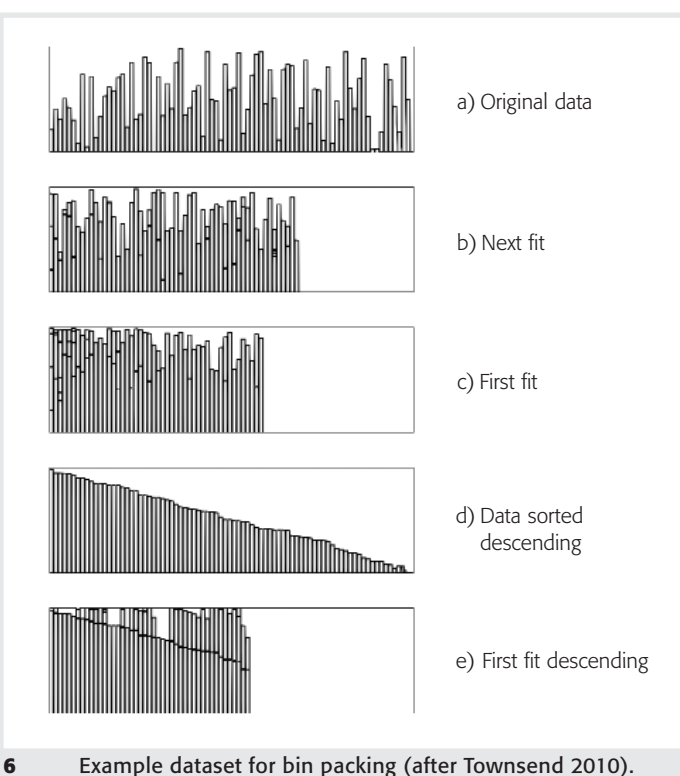 a) Original data
b) Next fit
c) First fit
d) Data sorted
descending
e) First fit descending
6 Example dataset for bin packing (after Townsend 2010).